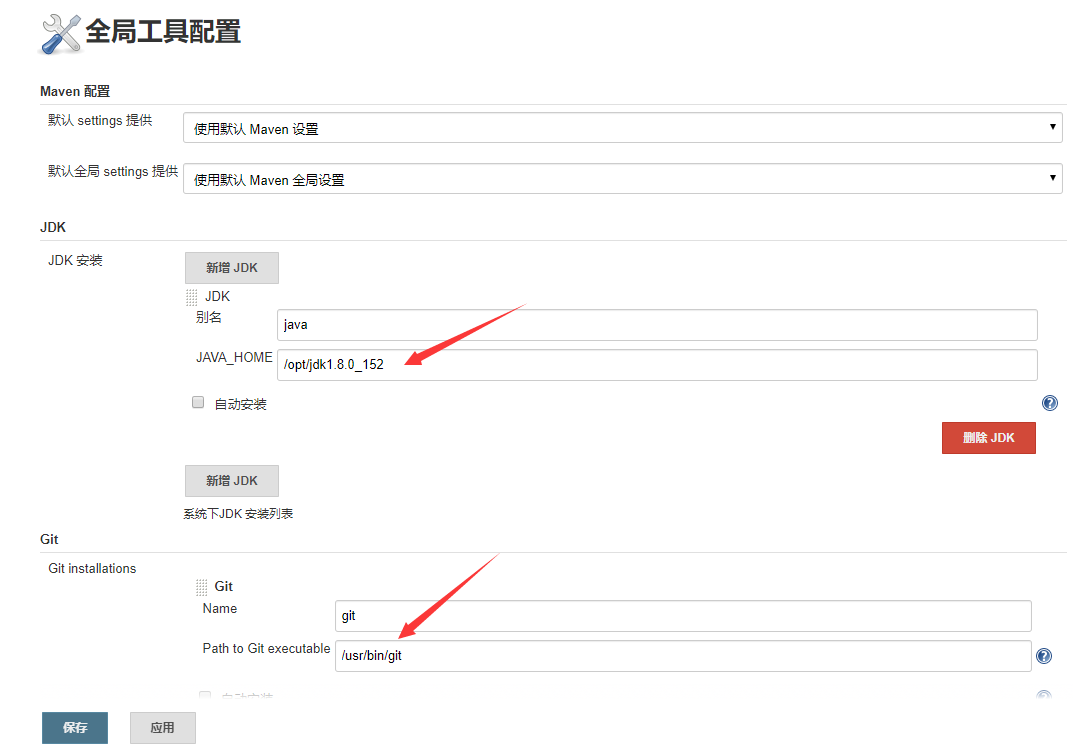 全局工具配置
Maven 配置
默认 settings 提供
使用默认 Maven 设置
默认全局 settings 提供
使用默认 Maven 全局设置
JDK
JDK 安装
新增 JDK
JDK
别名
java
JAVA_HOME
/opt/jdk1.8.0_152
自动安装
删除 JDK
新增 JDK
系统下JDK 安装列表
Git
Git installations
Git
Name
git
Path to Git executable
/usr/bin/git
自动安装
保存
应用